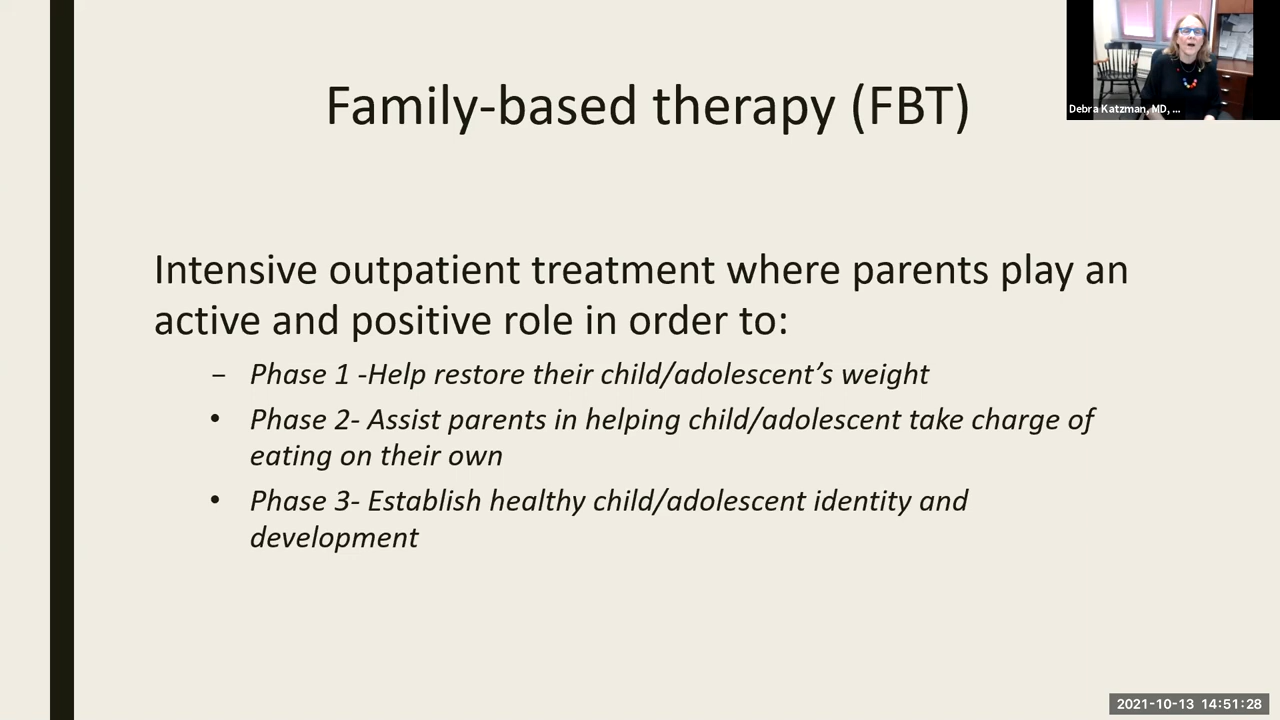 Family-based therapy (FBT)
Debra Katzman, MD, ...
Intensive outpatient treatment where parents play an
active and positive role in order to:
– Phase 1 -Help restore their child/adolescent’s weight
• Phase 2- Assist parents in helping child/adolescent take charge of
eating on their own
• Phase 3- Establish healthy child/adolescent identity and
development
2021-10-13 14:51:28